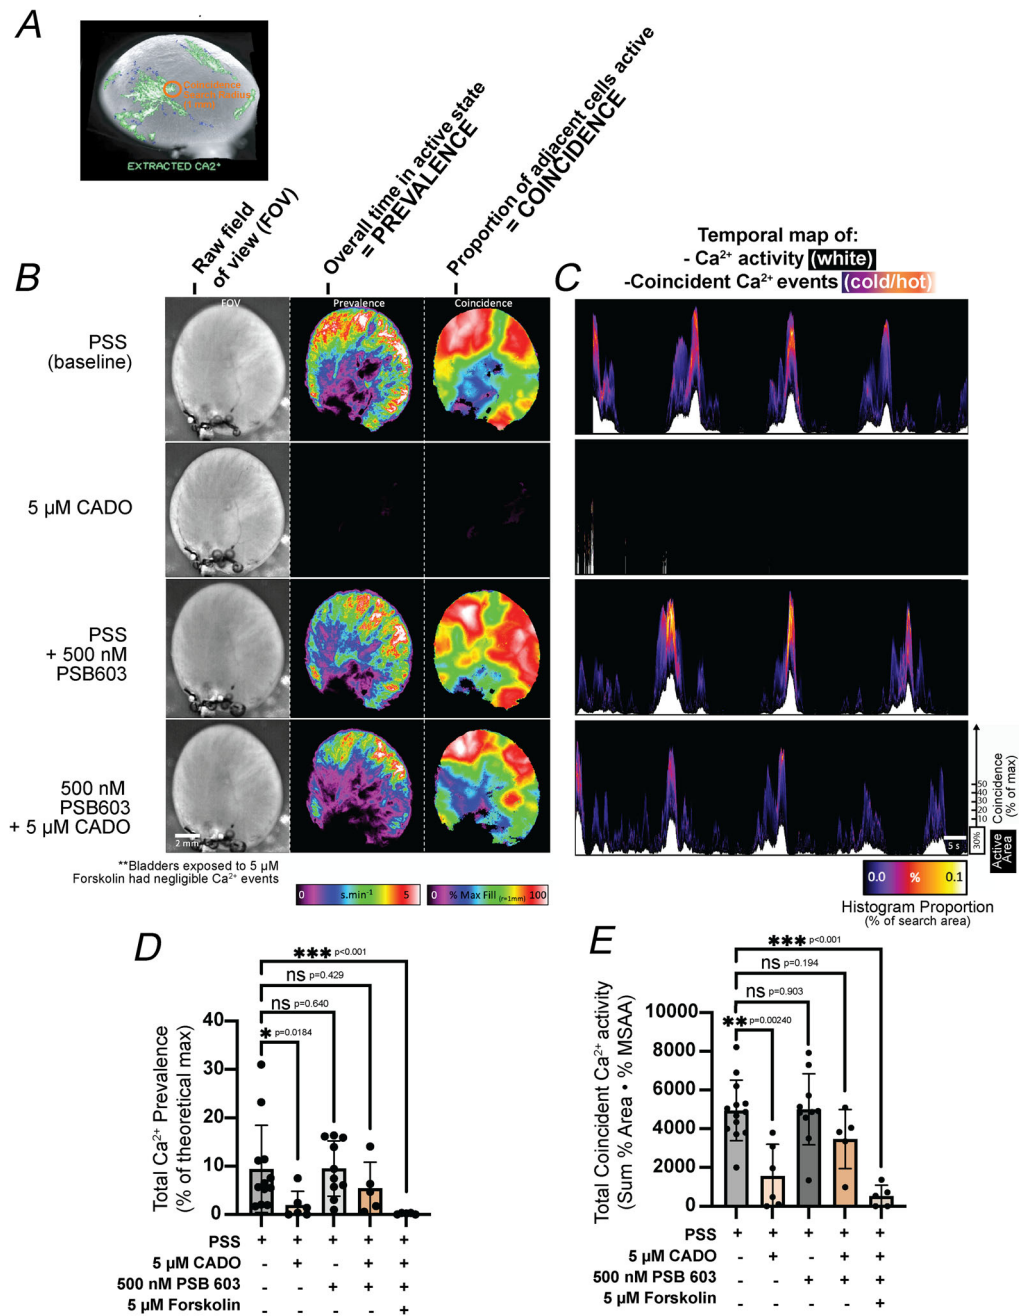 A
Coincidence
Search Radius
EXTRACTED CA2+
Raw field
of view (FOV)
Overall time in active state
= PREVALENCE
Proportion of adjacent cells active
= COINCIDENCE
B
FOV
Prevalence
Coincidence
C
Temporal map of:
- Ca²⁺ activity (white)
-Coincident Ca²⁺ events (cold/hot)
PSS
(baseline)
5 µM CADO
PSS
+ 500 nM
PSB603
500 nM
PSB603
+ 5 µM CADO
2 mm
**Bladders exposed to 5 µM
Forskolin had negligible Ca²⁺ events
0 s.min⁻¹ 5
0 % Max Fill (r=1mm) 100
50
40
30
20
10
Coincidence
(% of max)
30%
Active
Area
5 s
0.0 % 0.1
Histogram Proportion
(% of search area)
D
*** p<0.001
ns p=0.429
ns p=0.640
* p=0.0184
Total Ca²⁺ Prevalence
(% of theoretical max)
40
30
20
10
0
PSS + + + + +
5 µM CADO - + - + +
500 nM PSB 603 - - + + +
5 µM Forskolin - - - - +
E
*** p<0.001
ns p=0.194
ns p=0.903
** p=0.00240
Total Coincident Ca²⁺ activity
(Sum % Area • % MSAA)
10000
8000
6000
4000
2000
0
PSS + + + + +
5 µM CADO - + - + +
500 nM PSB 603 - - + + +
5 µM Forskolin - - - - +